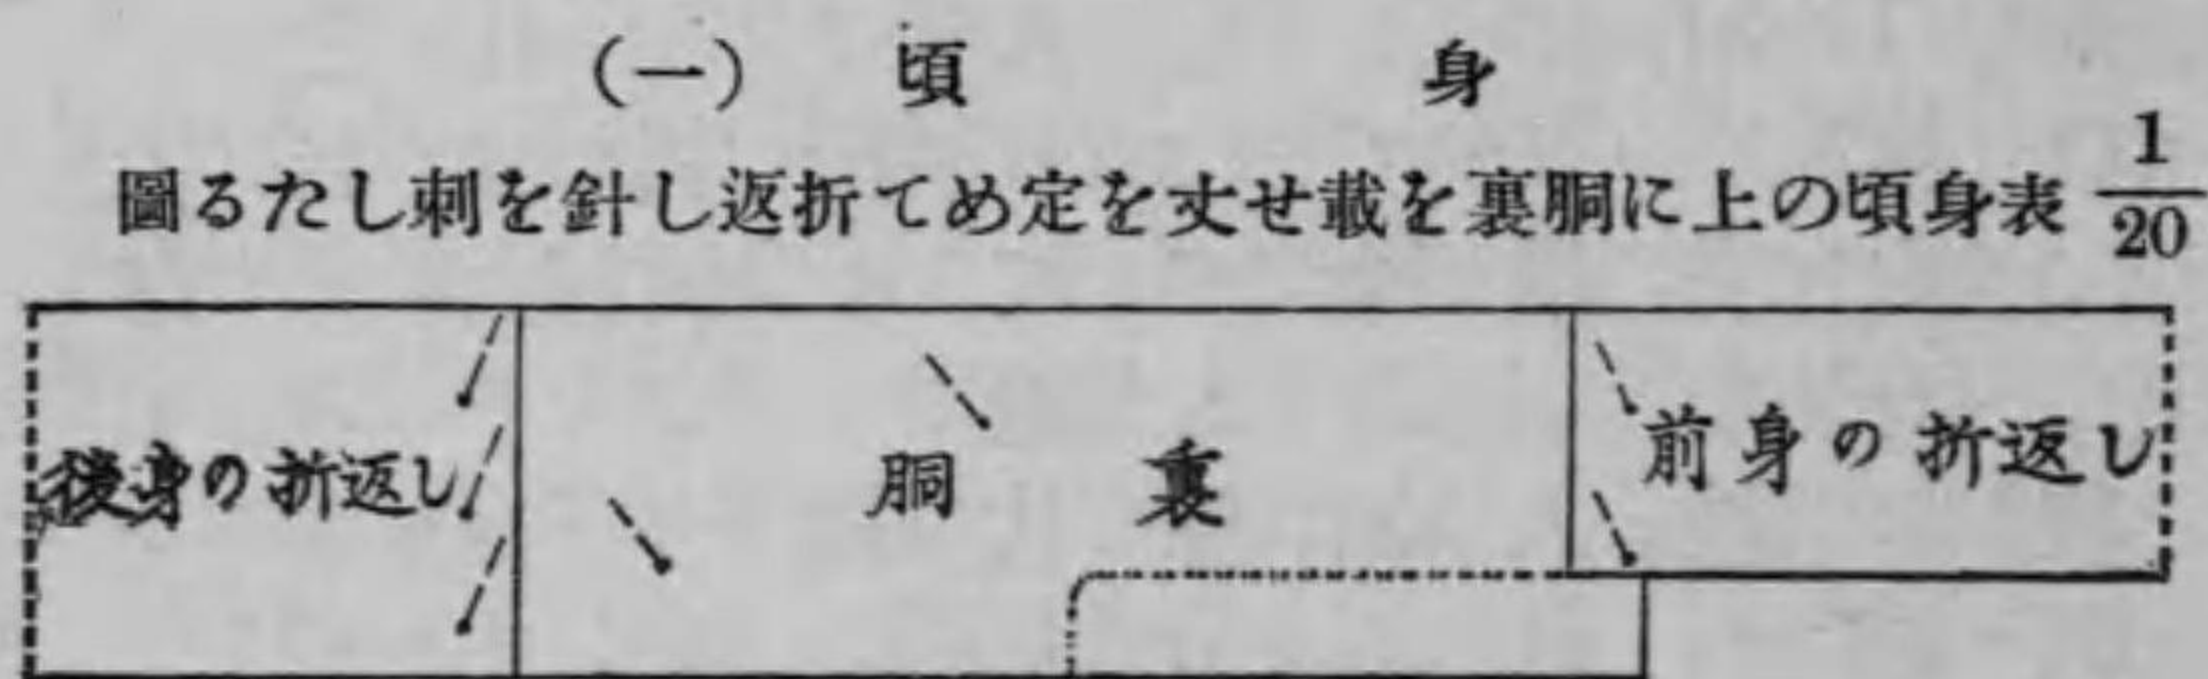 身頃(一)
1/20 表身頃の上に胴裏を載せ丈を定めて折返し針を刺したる圖
後身の折返し
胴裏
前身の折返し